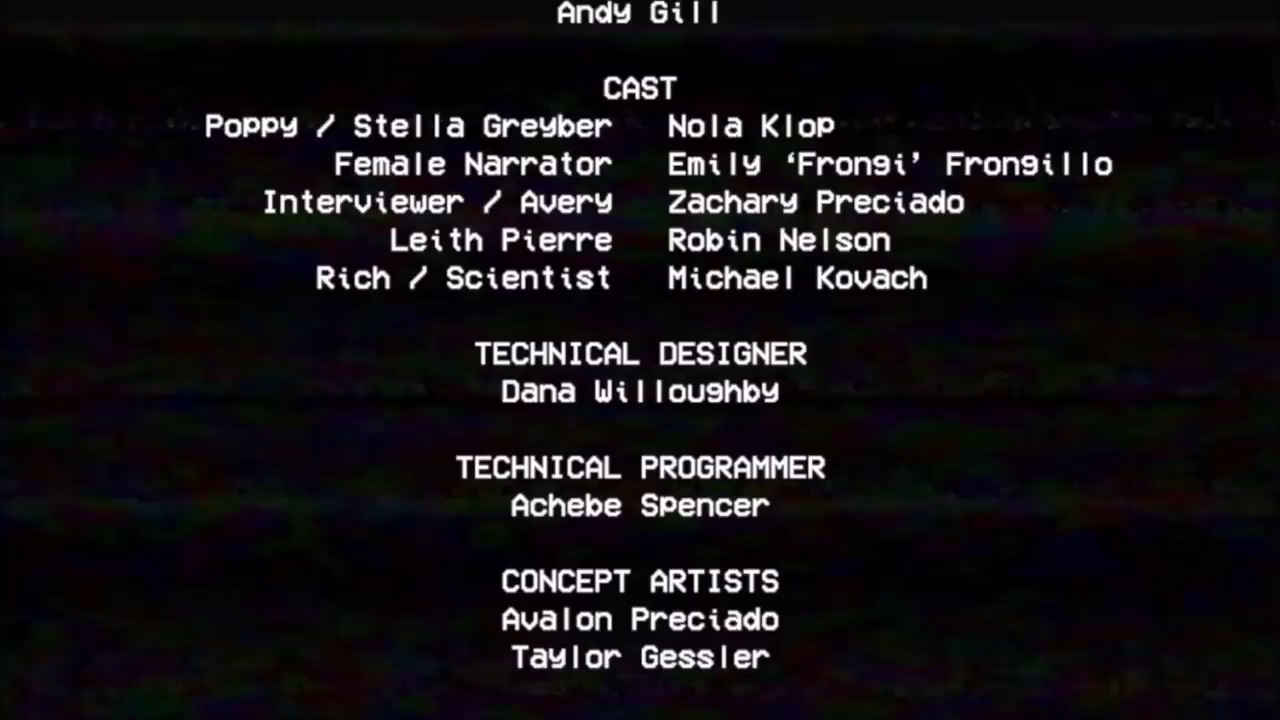 Andy Gill
CAST
Poppy / Stella Greyber Nola Klop
Female Narrator Emily ‘Frongi’ Frongillo
Interviewer / Avery Zachary Preciado
Leith Pierre Robin Nelson
Rich / Scientist Michael Kovach
TECHNICAL DESIGNER
Dana Willoughby
TECHNICAL PROGRAMMER
Achebe Spencer
CONCEPT ARTISTS
Avalon Preciado
Taylor Gessler